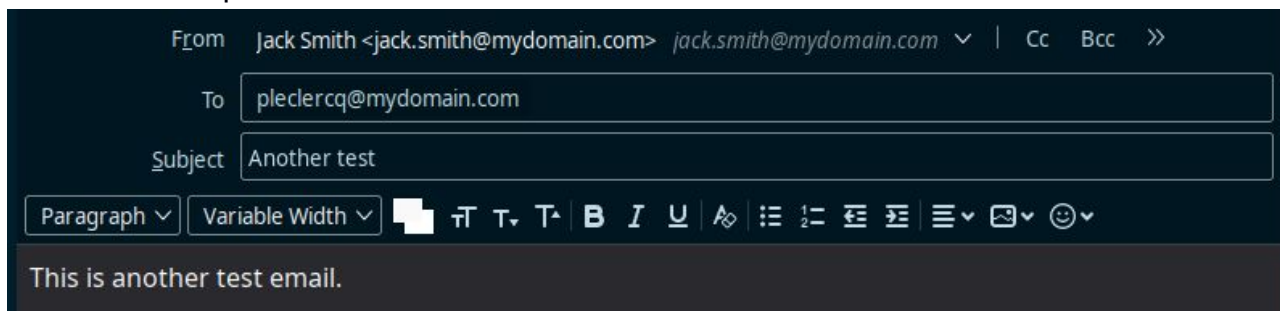 From Jack Smith <jack.smith@mydomain.com> jack.smith@mydomain.com Cc Bcc
To pleclercq@mydomain.com
Subject Another test
Paragraph Variable Width
This is another test email.